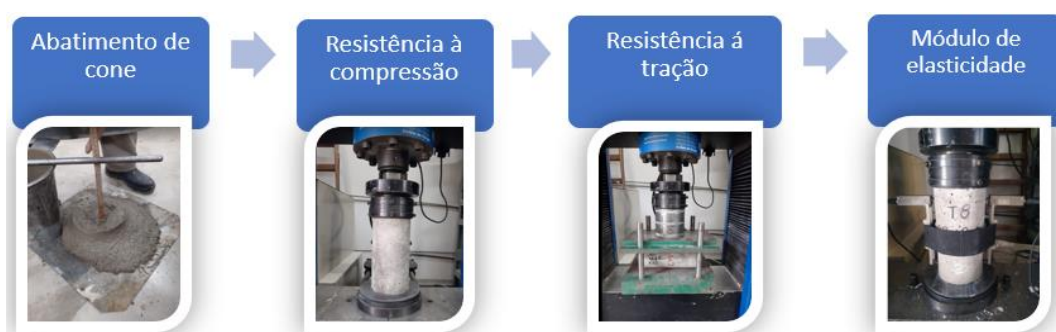 Abatimento de
cone
Resistência à
compressão
Resistência á
tração
Módulo de
elasticidade
T6